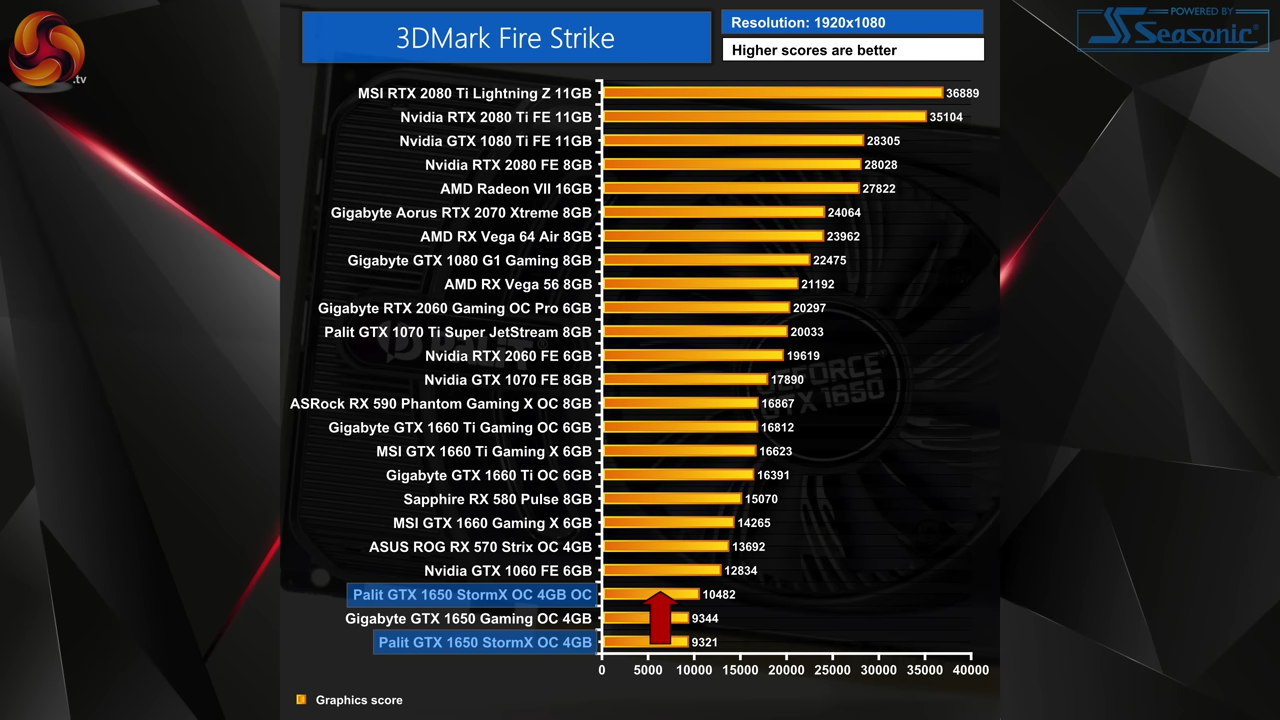 3DMark Fire Strike
Resolution: 1920x1080
Higher scores are better
POWERED BY
Seasonic
.tv
MSI RTX 2080 Ti Lightning Z 11GB 36889
Nvidia RTX 2080 Ti FE 11GB 35104
Nvidia GTX 1080 Ti FE 11GB 28305
Nvidia RTX 2080 FE 8GB 28028
AMD Radeon VII 16GB 27822
Gigabyte Aorus RTX 2070 Xtreme 8GB 24064
AMD RX Vega 64 Air 8GB 23962
Gigabyte GTX 1080 G1 Gaming 8GB 22475
AMD RX Vega 56 8GB 21192
Gigabyte RTX 2060 Gaming OC Pro 6GB 20297
Palit GTX 1070 Ti Super JetStream 8GB 20033
Nvidia RTX 2060 FE 6GB 19619
Nvidia GTX 1070 FE 8GB 17890
ASRock RX 590 Phantom Gaming X OC 8GB 16867
Gigabyte GTX 1660 Ti Gaming OC 6GB 16812
MSI GTX 1660 Ti Gaming X 6GB 16623
Gigabyte GTX 1660 Ti OC 6GB 16391
Sapphire RX 580 Pulse 8GB 15070
MSI GTX 1660 Gaming X 6GB 14265
ASUS ROG RX 570 Strix OC 4GB 13692
Nvidia GTX 1060 FE 6GB 12834
Palit GTX 1650 StormX OC 4GB OC 10482
Gigabyte GTX 1650 Gaming OC 4GB 9344
Palit GTX 1650 StormX OC 4GB 9321
0 5000 10000 15000 20000 25000 30000 35000 40000
Graphics score
GEFORCE
GTX 1650